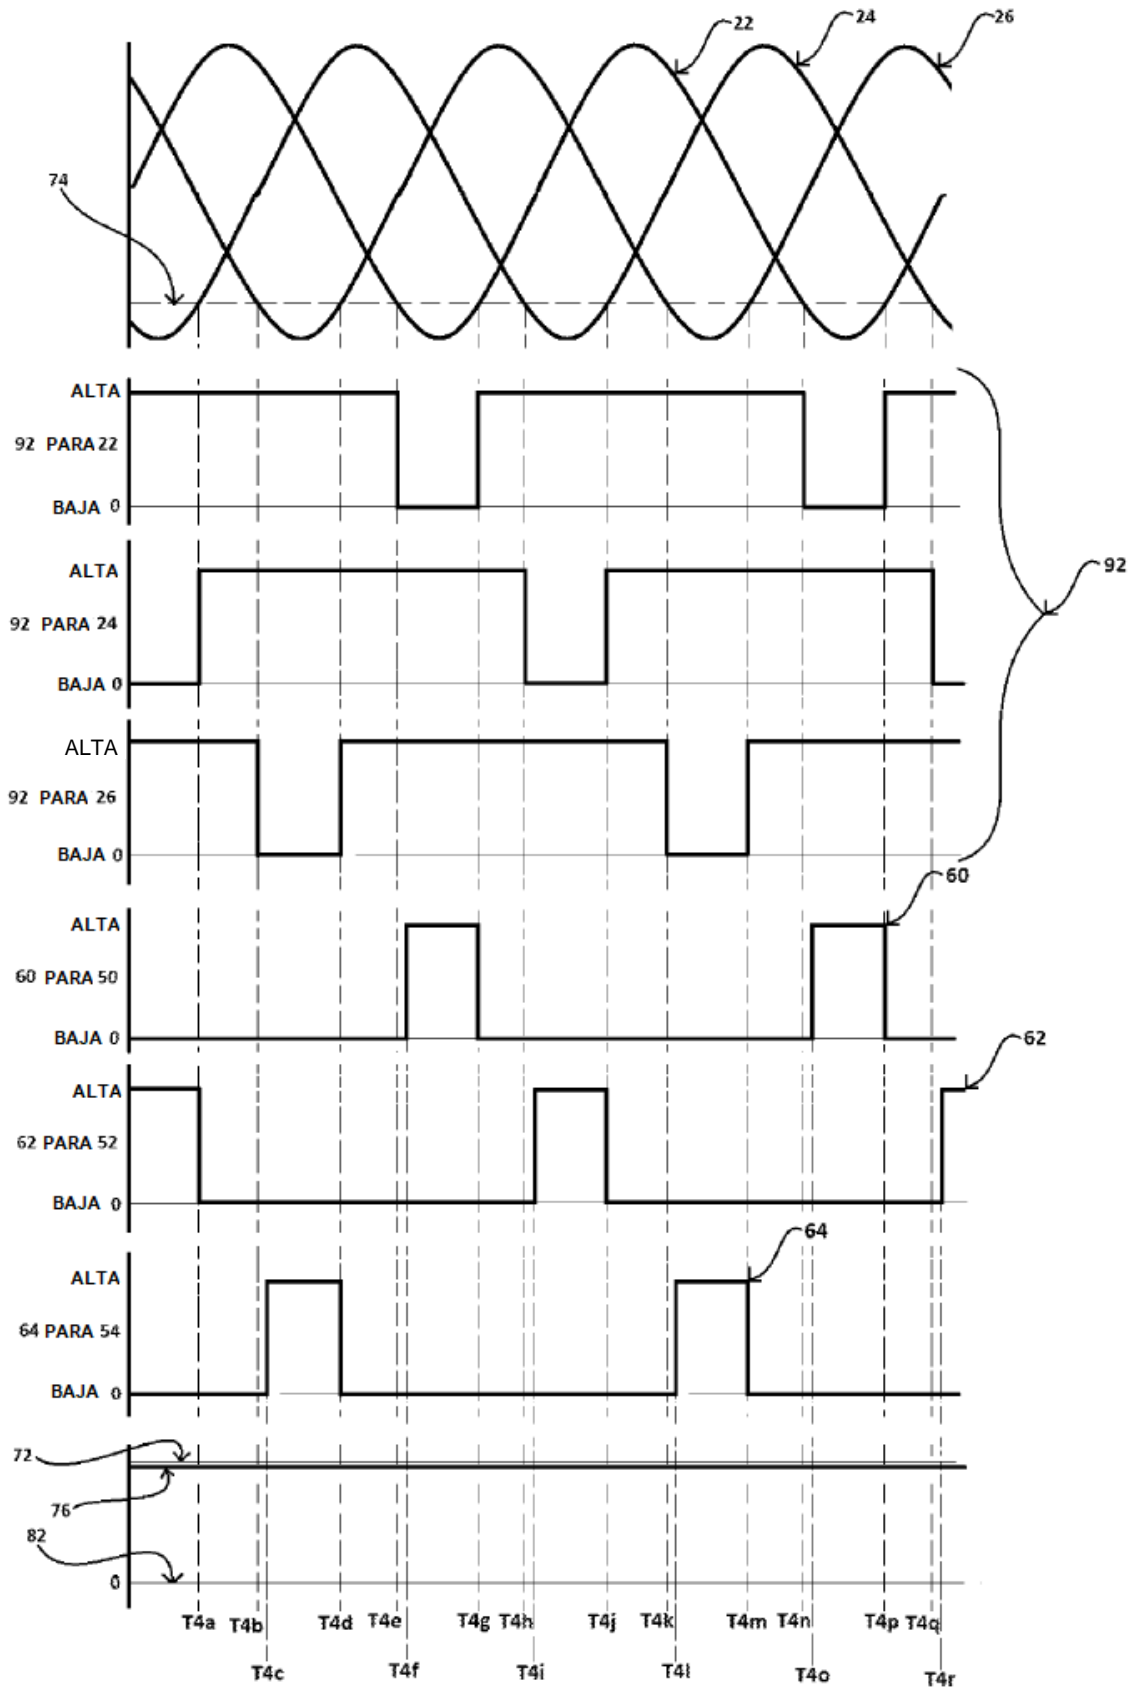 22
24
26
74
ALTA
92 PARA 22
BAJA 0
ALTA
92 PARA 24
BAJA 0
92
ALTA
92 PARA 26
BAJA 0
60
ALTA
60 PARA 50
BAJA 0
62
ALTA
62 PARA 52
BAJA 0
64
ALTA
64 PARA 54
BAJA 0
72
76
82
0
T4a T4b T4d T4e T4g T4h T4j T4k T4m T4n T4p T4q
T4c T4f T4i T4l T4o T4r